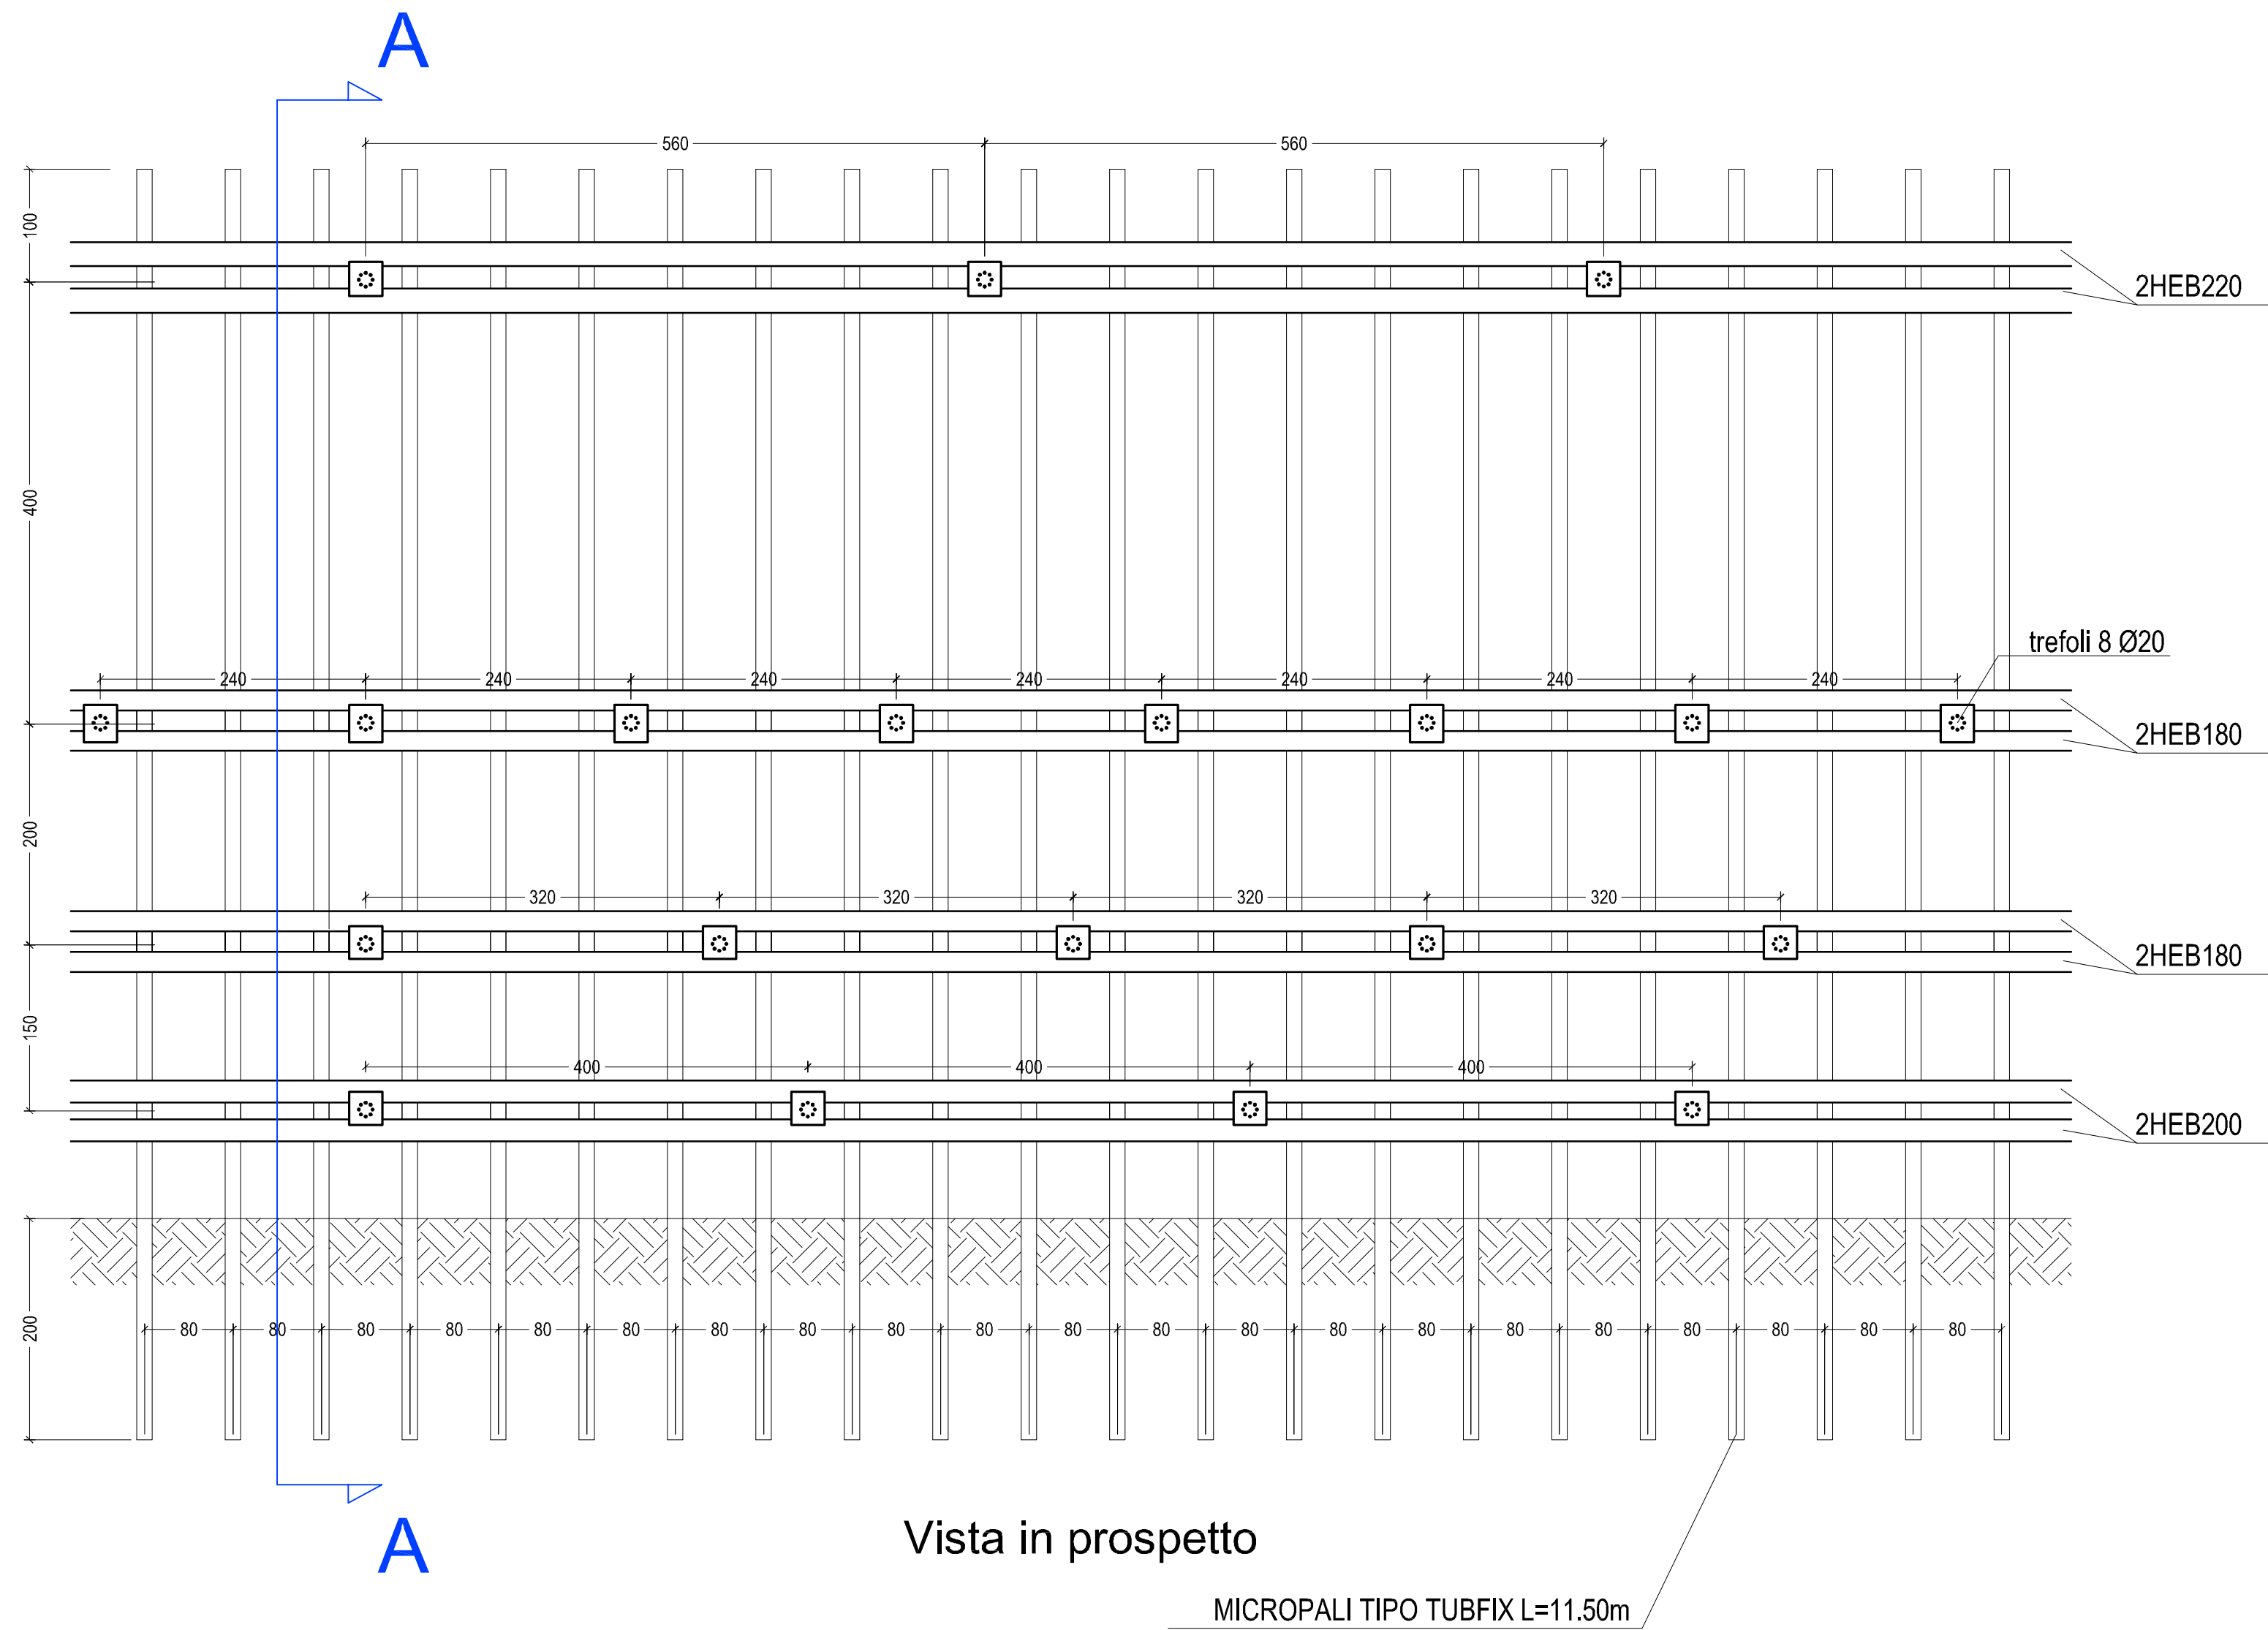 A
560 560
100
2HEB220
400
trefoli 8 Ø20
240 240 240 240 240 240 240
2HEB180
200
320 320 320 320
2HEB180
150
400 400 400
2HEB200
200
80 80 80 80 80 80 80 80 80 80 80 80 80 80 80 80 80 80 80 80 80
Vista in prospetto
A
MICROPALI TIPO TUBFIX L=11.50m